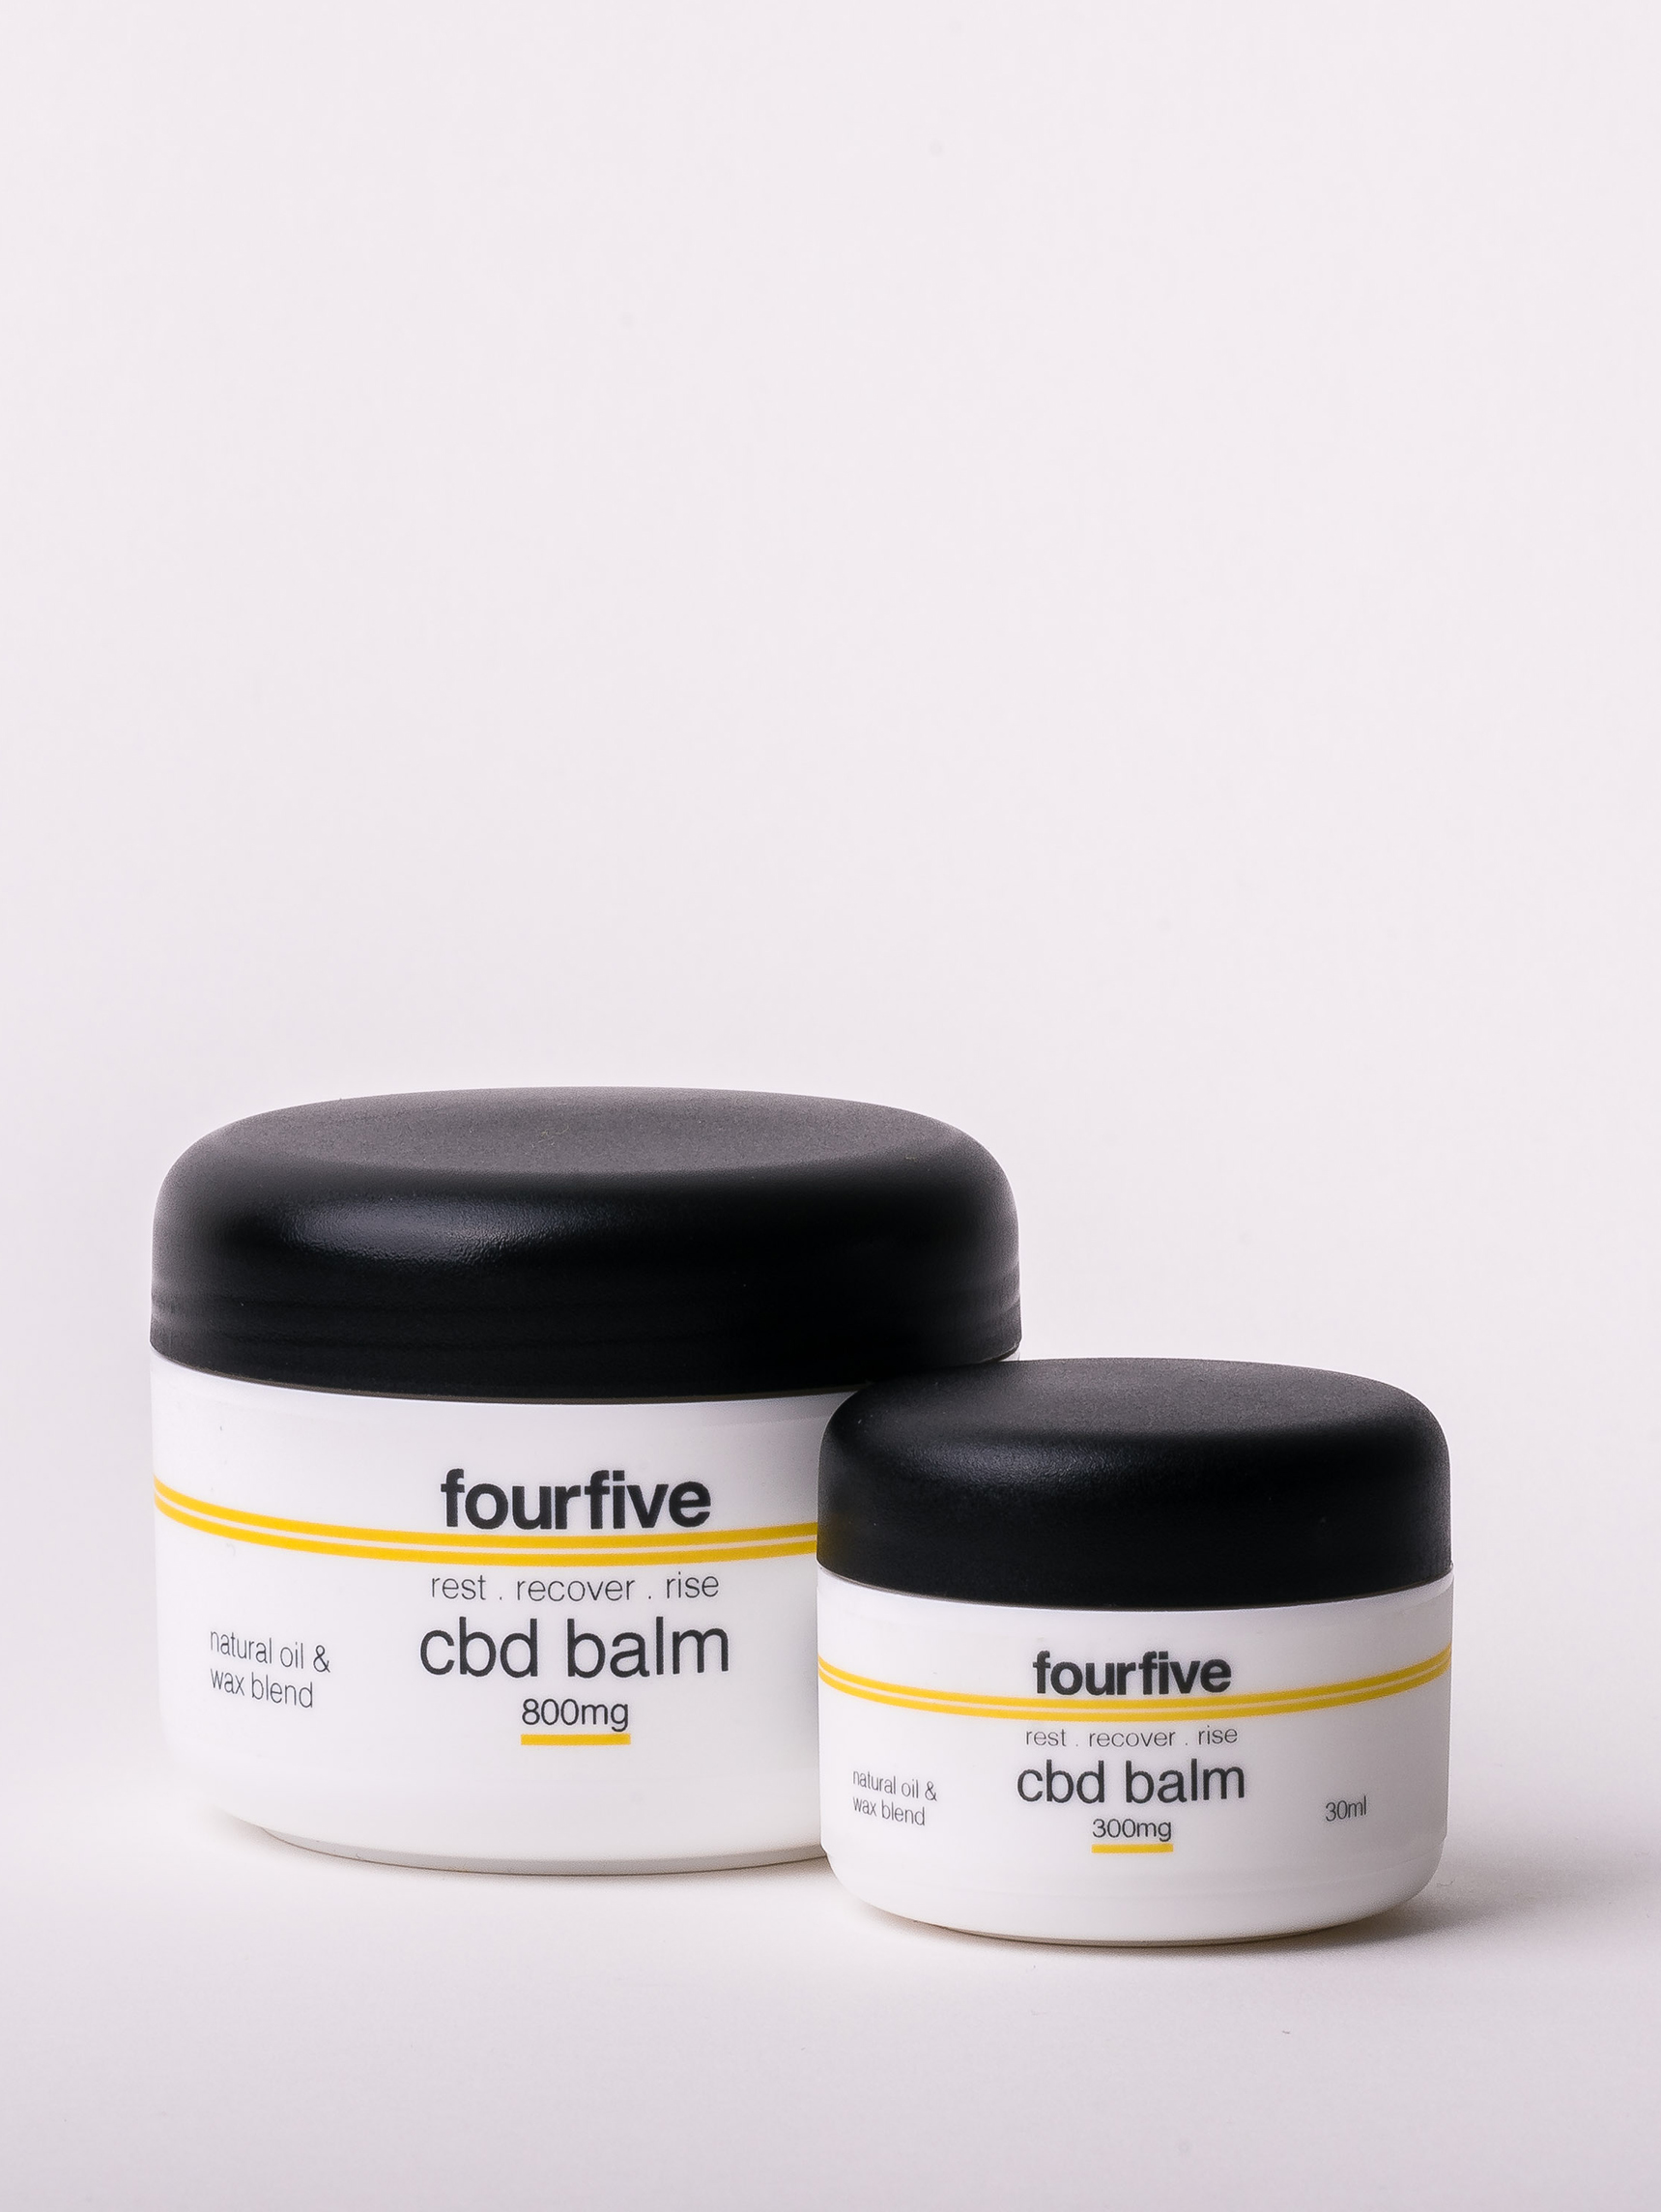 fourfive
rest . recover . rise
cbd balm
800mg
natural oil &
wax blend
fourfive
rest . recover . rise
cbd balm
300mg
natural oil &
wax blend
30ml